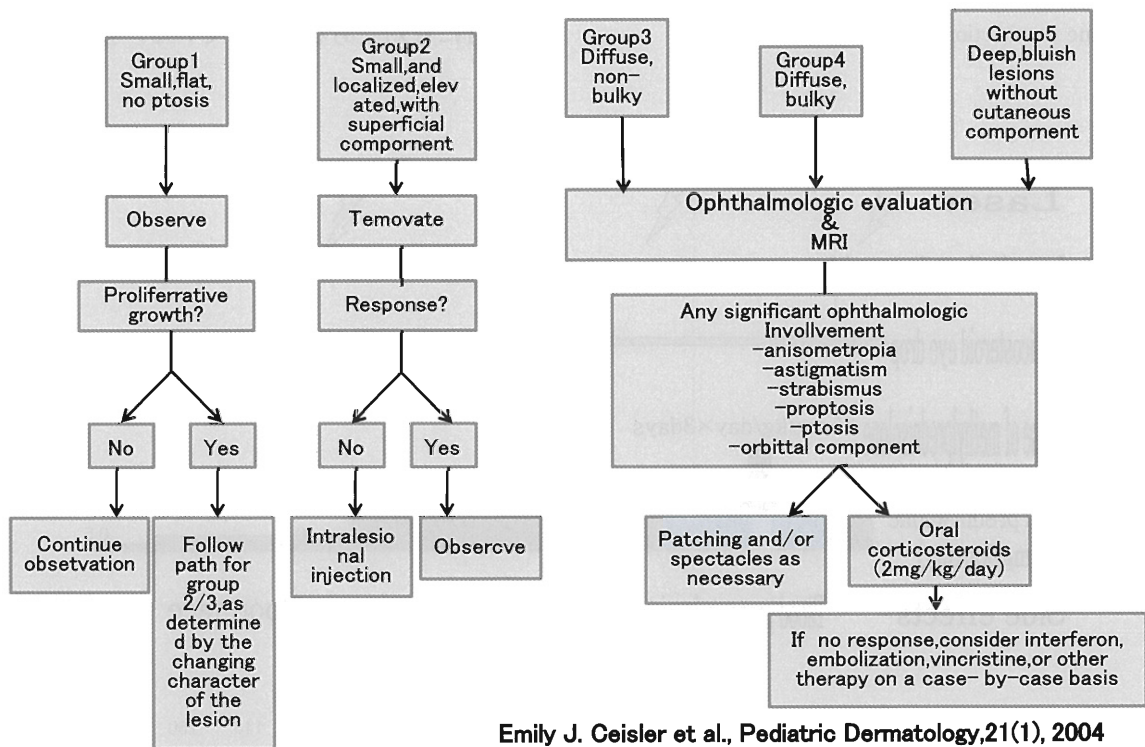 Group1
Small,flat,
no ptosis
Observe
Proliferrative
growth?
No
Yes
Continue
obsetvation
Follow
path for
group
2/3,as
determine
d by the
changing
character
of the
lesion
Group2
Small,and
localized,elev
ated,with
superficial
compornent
Temovate
Response?
No
Yes
Intralesio
nal
injection
Obsercve
Group3
Diffuse,
non-
bulky
Group4
Diffuse,
bulky
Group5
Deep,bluish
lesions
without
cutaneous
compornent
Ophthalmologic evaluation
&
MRI
Any significant ophthalmologic
Invollvement
-anisometropia
-astigmatism
-strabismus
-proptosis
-ptosis
-orbittal component
Patching and/or
spectacles as
necessary
Oral
corticosteroids
(2mg/kg/day)
If no response,consider interferon,
embolization,vincristine,or other
therapy on a case- by-case basis
Emily J. Ceisler et al., Pediatric Dermatology,21(1), 2004